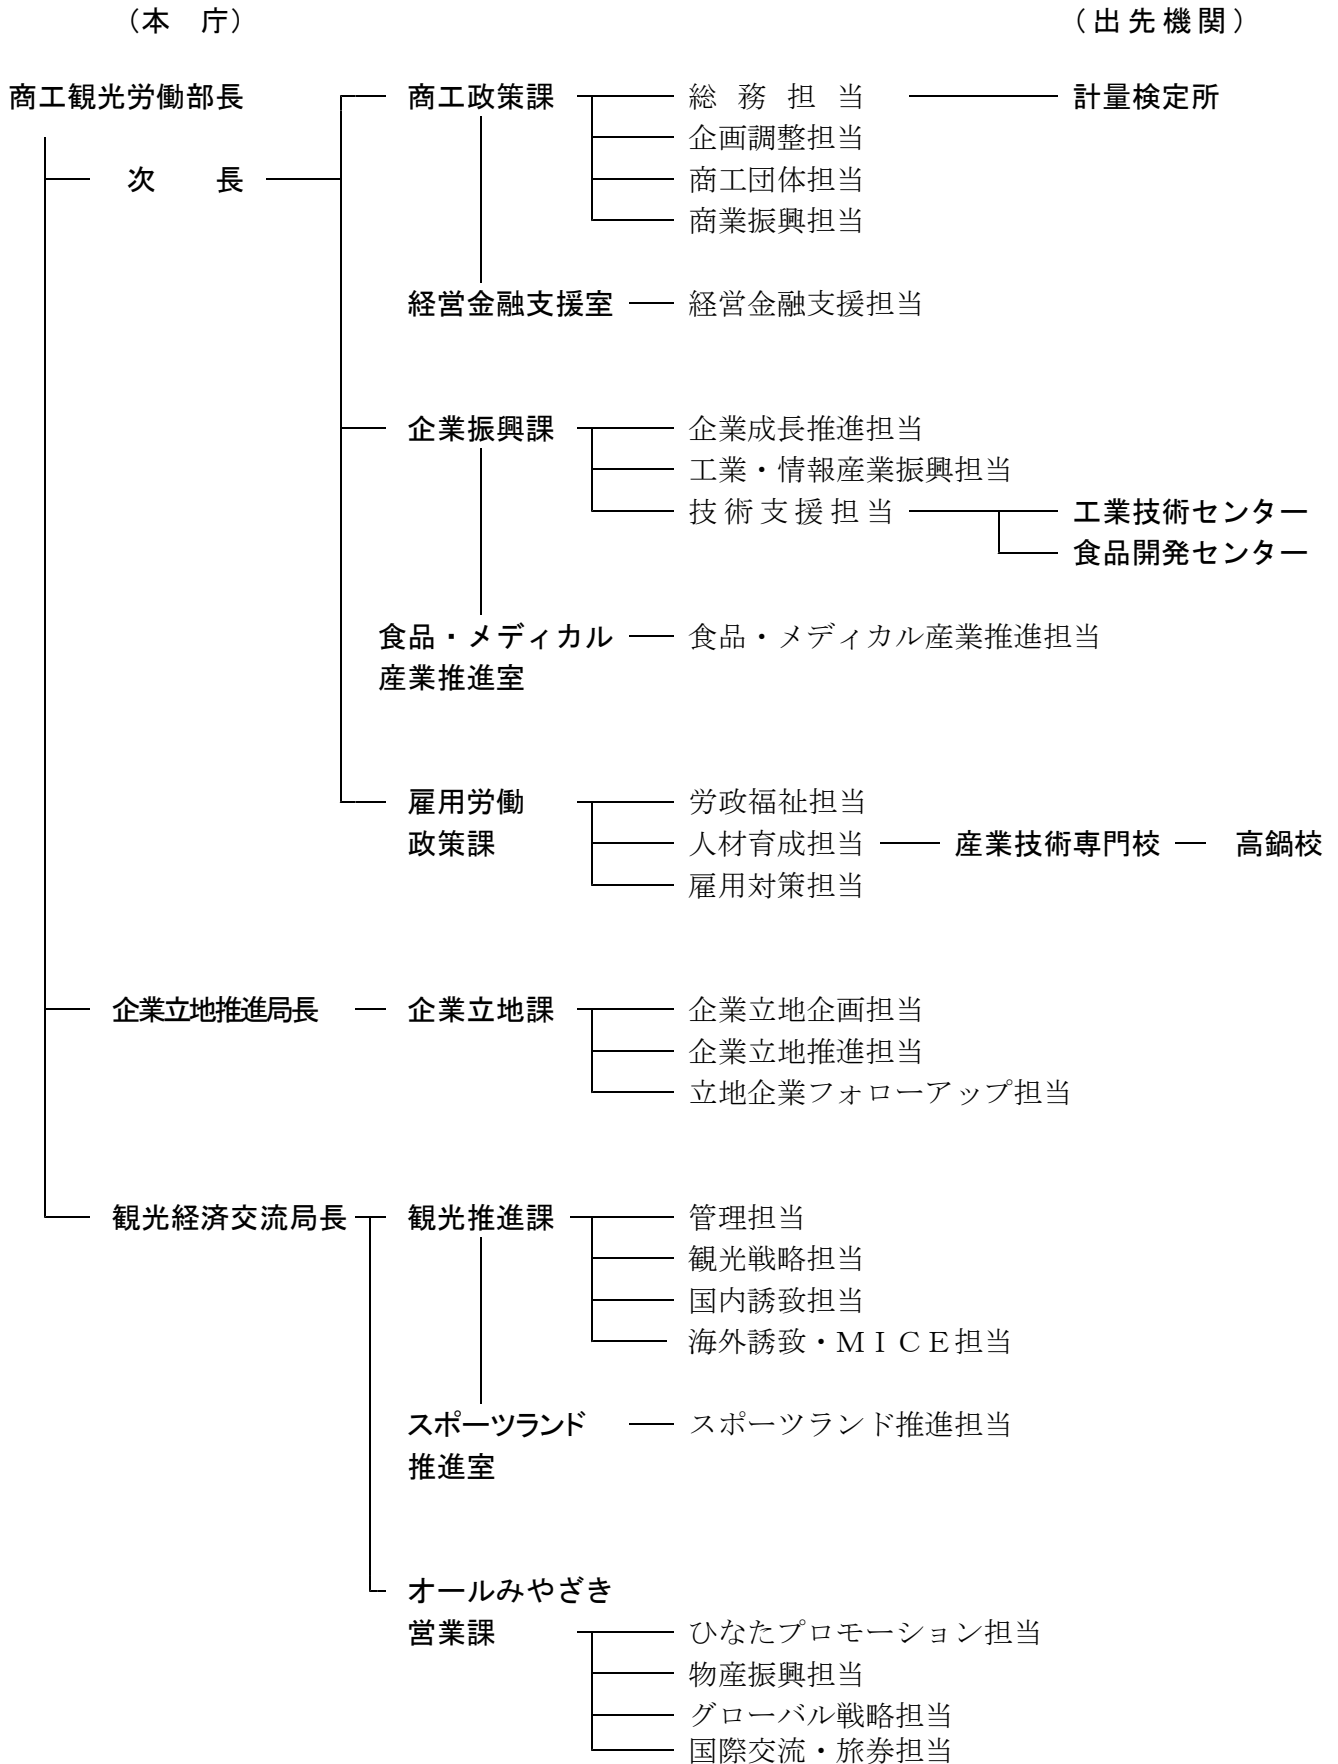 （本　庁）　（出先機関）
商工観光労働部長　商工政策課　総務担当　計量検定所
企画調整担当
次　長　商工団体担当
商業振興担当
経営金融支援室　経営金融支援担当
企業振興課　企業成長推進担当
工業・情報産業振興担当
技術支援担当　工業技術センター
食品開発センター
食品・メディカル　食品・メディカル産業推進担当
産業推進室
雇用労働　労政福祉担当
政策課　人材育成担当　産業技術専門校　高鍋校
雇用対策担当
企業立地推進局長　企業立地課　企業立地企画担当
企業立地推進担当
立地企業フォローアップ担当
観光経済交流局長　観光推進課　管理担当
観光戦略担当
国内誘致担当
海外誘致・ＭＩＣＥ担当
スポーツランド　スポーツランド推進担当
推進室
オールみやざき
営業課　ひなたプロモーション担当
物産振興担当
グローバル戦略担当
国際交流・旅券担当